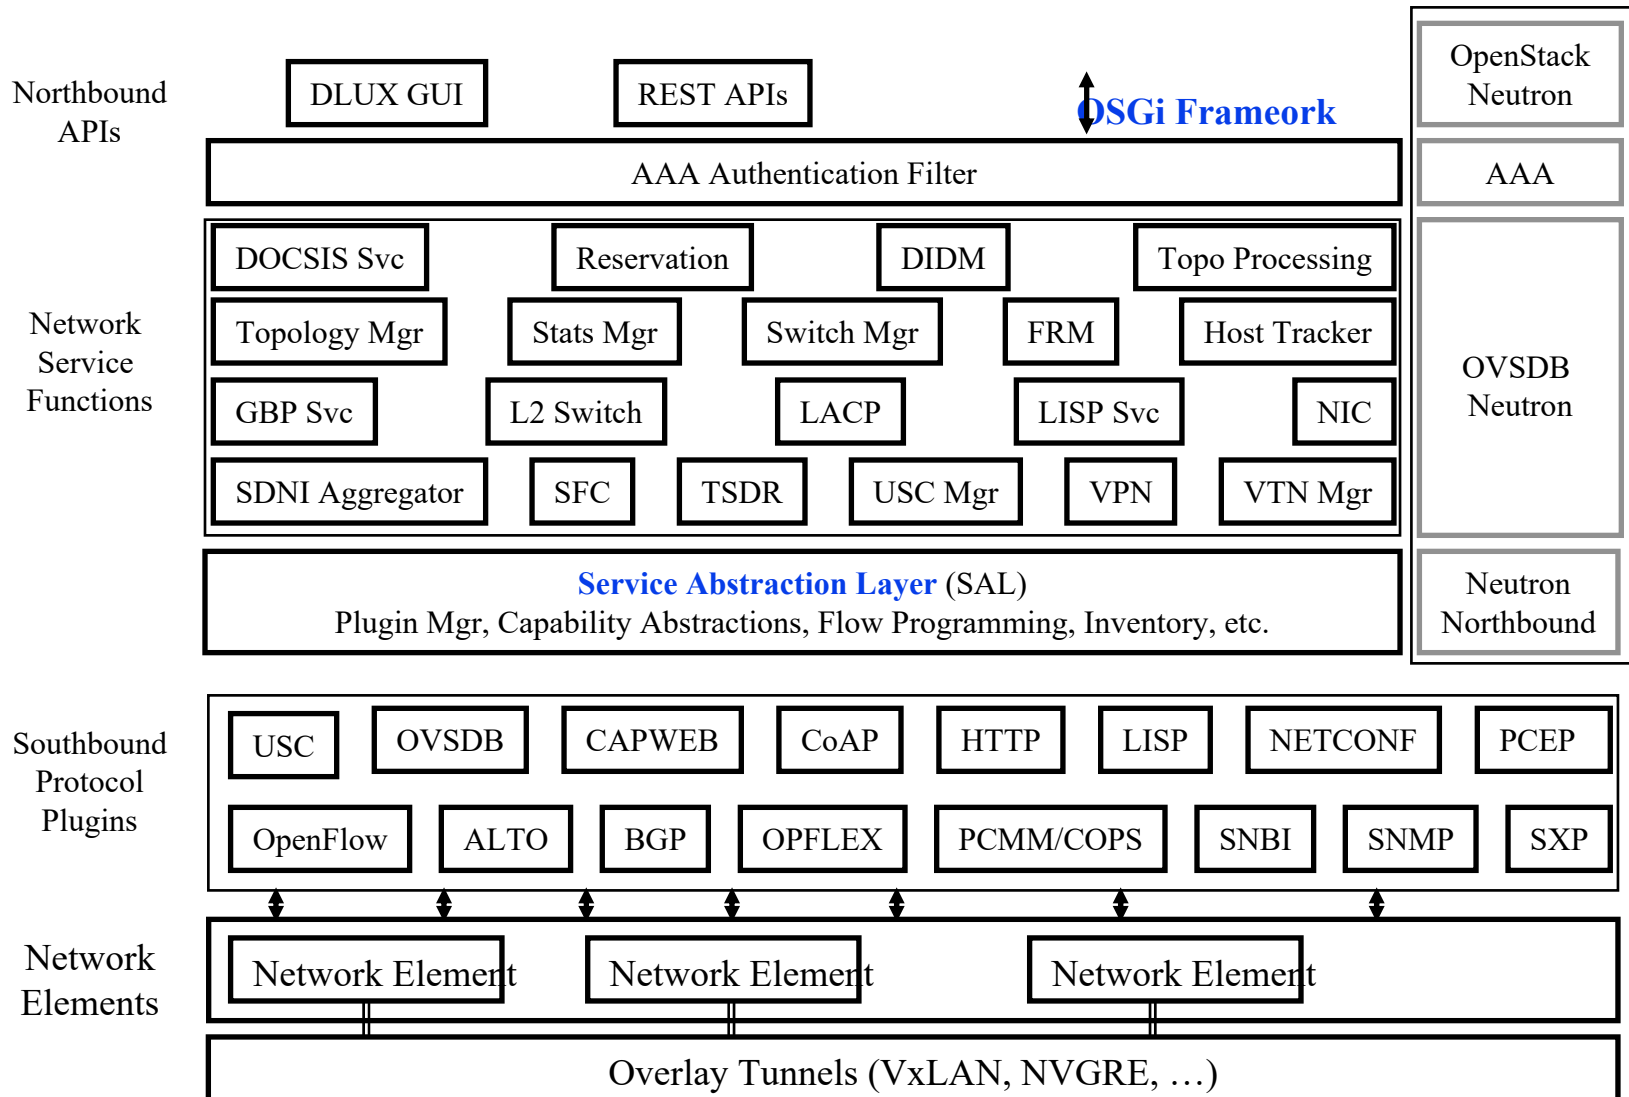 Northbound
APIs
DLUX GUI
REST APIs
OSGi Frameork
OpenStack
Neutron
AAA Authentication Filter
AAA
Network
Service
Functions
DOCSIS Svc
Reservation
DIDM
Topo Processing
Topology Mgr
Stats Mgr
Switch Mgr
FRM
Host Tracker
GBP Svc
L2 Switch
LACP
LISP Svc
NIC
SDNI Aggregator
SFC
TSDR
USC Mgr
VPN
VTN Mgr
OVSDB
Neutron
Service Abstraction Layer (SAL)
Plugin Mgr, Capability Abstractions, Flow Programming, Inventory, etc.
Neutron
Northbound
Southbound
Protocol
Plugins
USC
OVSDB
CAPWEB
CoAP
HTTP
LISP
NETCONF
PCEP
OpenFlow
ALTO
BGP
OPFLEX
PCMM/COPS
SNBI
SNMP
SXP
Network
Elements
Network Element
Network Element
Network Element
Overlay Tunnels (VxLAN, NVGRE, …)